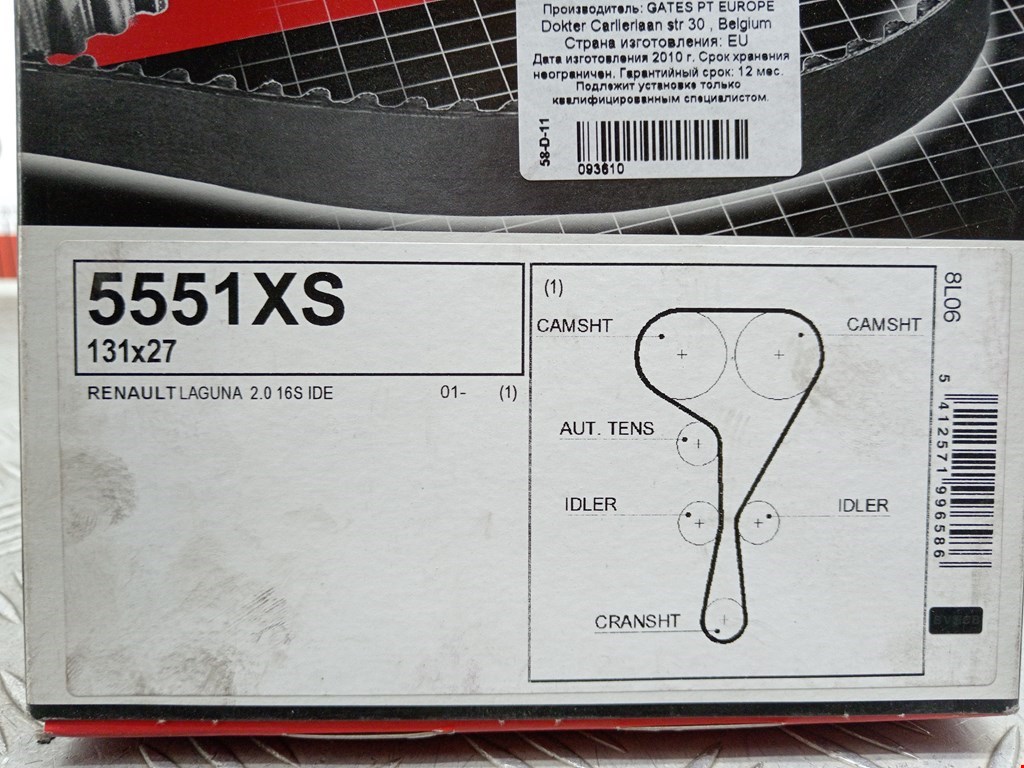 Производитель: GATES PT EUROPE
Dokter Carlierlaan str 30 , Belgium
Страна изготовления: EU
Дата изготовления 2010 г. Срок хранения
неограничен. Гарантийный срок: 12 мес.
Подлежит установке только
квалифицированным специалистом.
58-D-11
093610
5551XS
131x27
RENAULT LAGUNA 2.0 16S IDE 01- (1)
(1)
CAMSHT
CAMSHT
AUT. TENS
IDLER
IDLER
CRANSHT
8L06
5 412571 996586